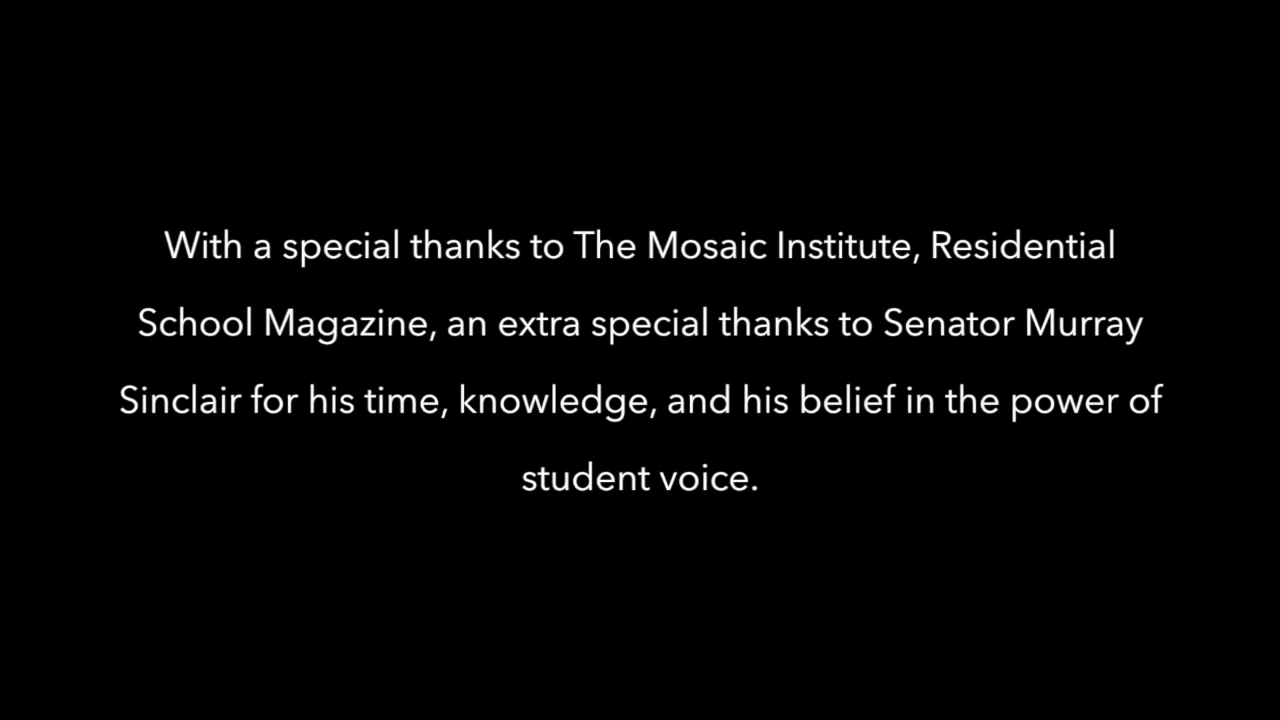 With a special thanks to The Mosaic Institute, Residential
School Magazine, an extra special thanks to Senator Murray
Sinclair for his time, knowledge, and his belief in the power of
student voice.